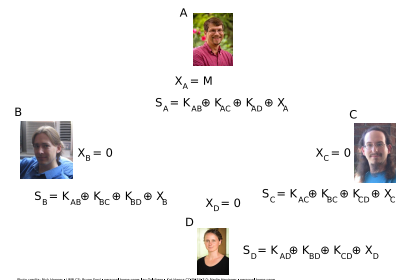 A
X_A = M
S_A = K_AB ⊕ K_AC ⊕ K_AD ⊕ X_A
B
C
X_B = 0
X_C = 0
S_B = K_AB ⊕ K_BC ⊕ K_BD ⊕ X_B
S_C = K_AC ⊕ K_BC ⊕ K_CD ⊕ X_C
X_D = 0
D
S_D = K_AD ⊕ K_BD ⊕ K_CD ⊕ X_D